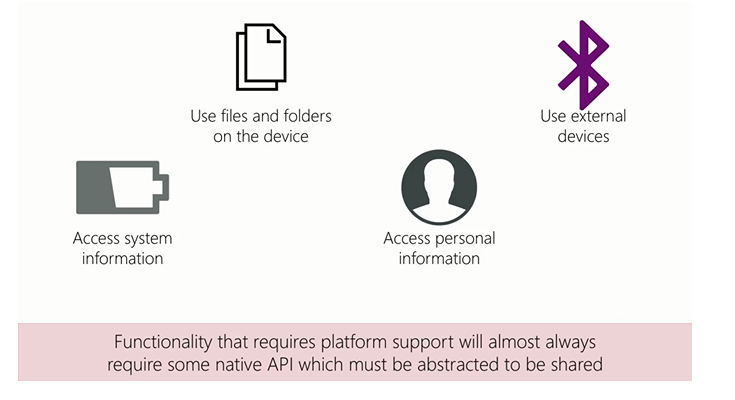 Use files and folders
on the device
Use external
devices
Access system
information
Access personal
information
Functionality that requires platform support will almost always
require some native API which must be abstracted to be shared